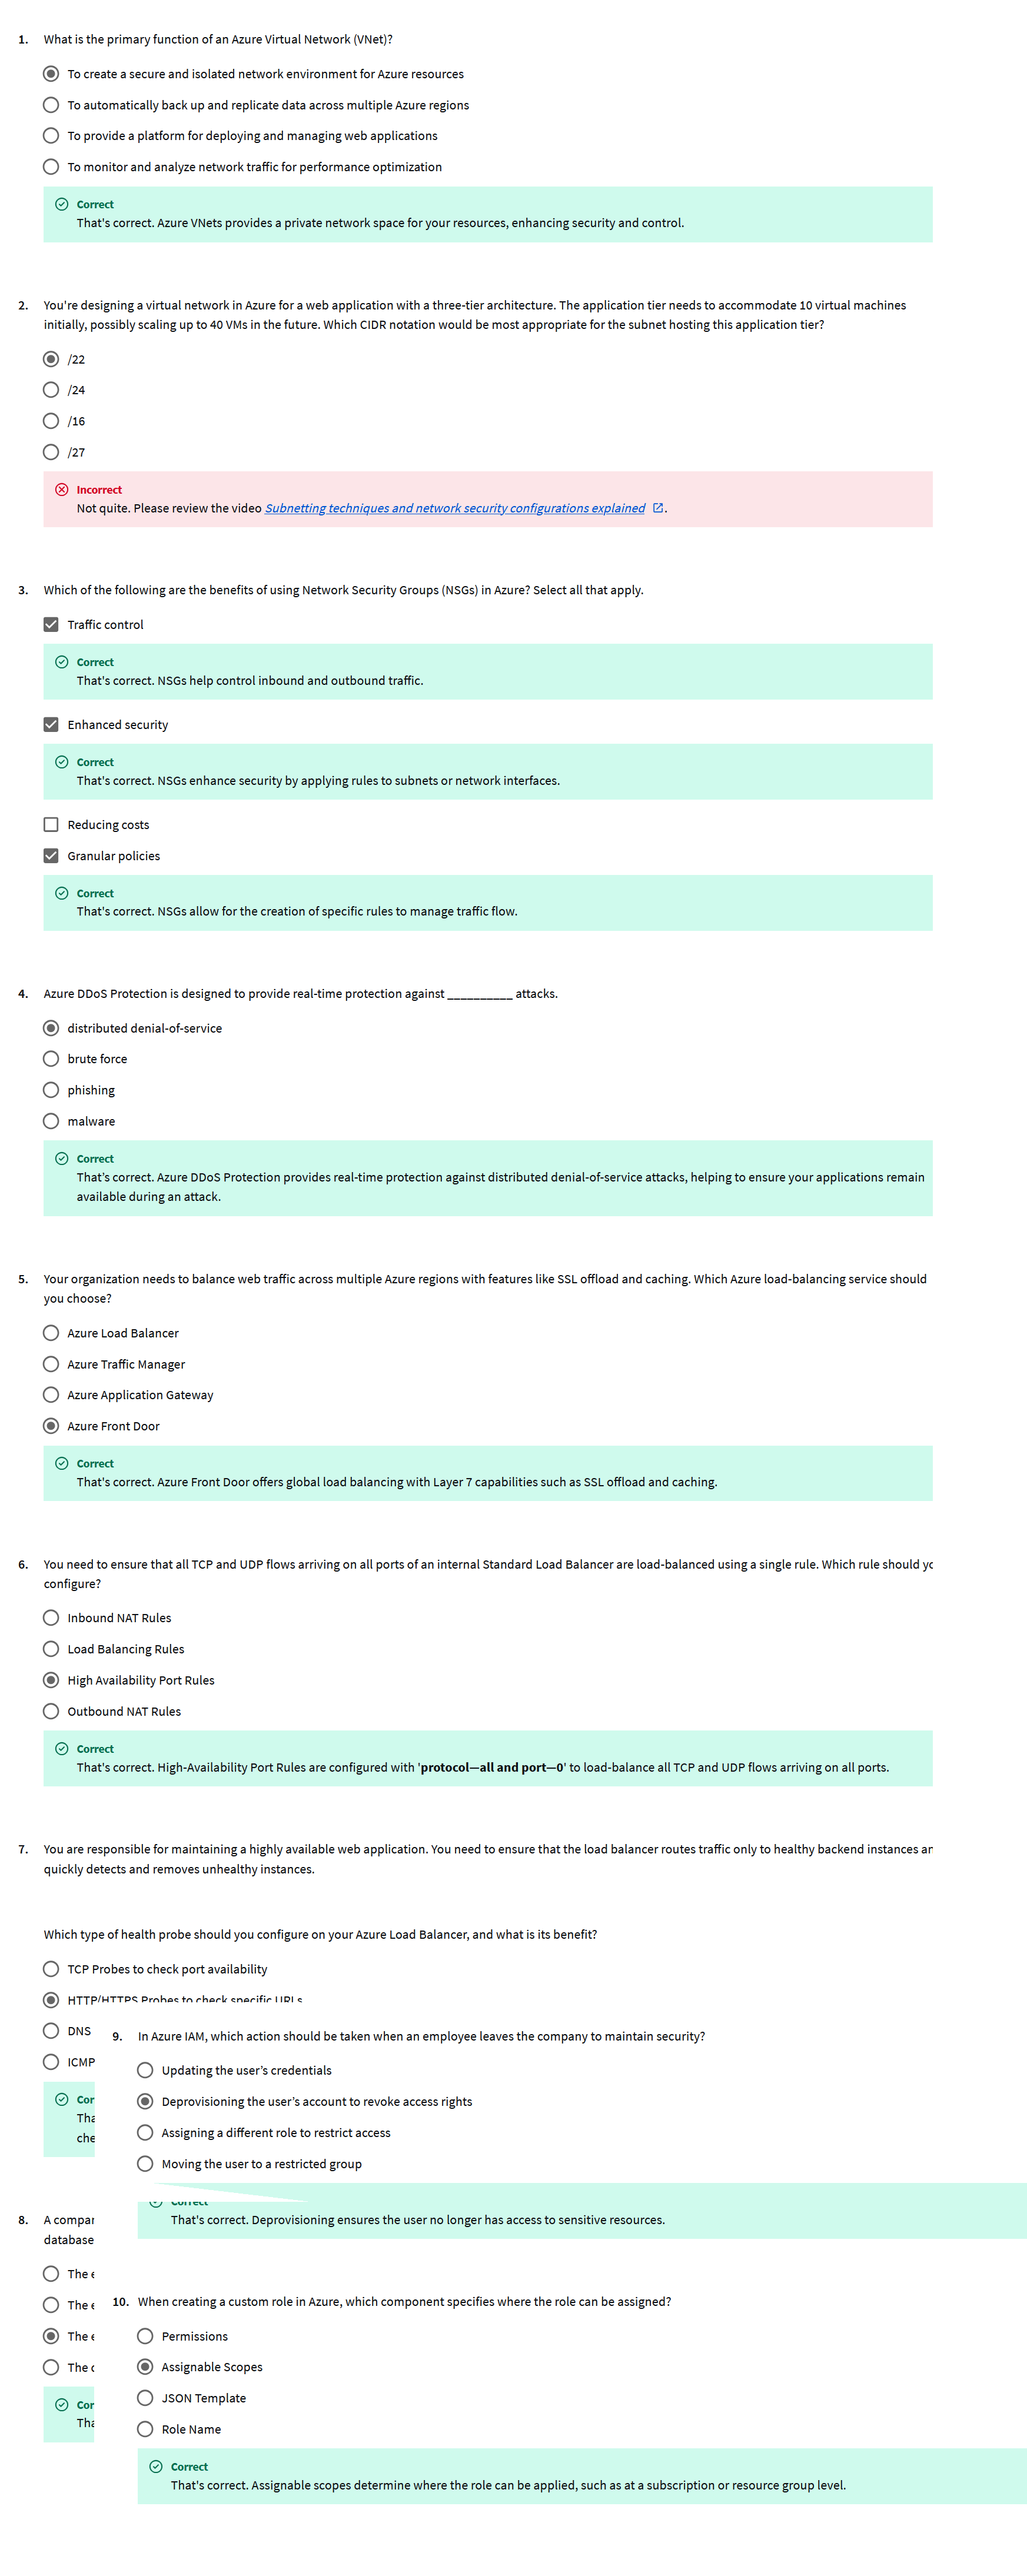 1. What is the primary function of an Azure Virtual Network (VNet)?
To create a secure and isolated network environment for Azure resources
To automatically back up and replicate data across multiple Azure regions
To provide a platform for deploying and managing web applications
To monitor and analyze network traffic for performance optimization
Correct
That's correct. Azure VNets provides a private network space for your resources, enhancing security and control.
2. You're designing a virtual network in Azure for a web application with a three-tier architecture. The application tier needs to accommodate 10 virtual machines
initially, possibly scaling up to 40 VMs in the future. Which CIDR notation would be most appropriate for the subnet hosting this application tier?
/22
/24
/16
/27
Incorrect
Not quite. Please review the video Subnetting techniques and network security configurations explained.
3. Which of the following are the benefits of using Network Security Groups (NSGs) in Azure? Select all that apply.
Traffic control
Correct
That's correct. NSGs help control inbound and outbound traffic.
Enhanced security
Correct
That's correct. NSGs enhance security by applying rules to subnets or network interfaces.
Reducing costs
Granular policies
Correct
That's correct. NSGs allow for the creation of specific rules to manage traffic flow.
4. Azure DDoS Protection is designed to provide real-time protection against __________ attacks.
distributed denial-of-service
brute force
phishing
malware
Correct
That's correct. Azure DDoS Protection provides real-time protection against distributed denial-of-service attacks, helping to ensure your applications remain
available during an attack.
5. Your organization needs to balance web traffic across multiple Azure regions with features like SSL offload and caching. Which Azure load-balancing service should
you choose?
Azure Load Balancer
Azure Traffic Manager
Azure Application Gateway
Azure Front Door
Correct
That's correct. Azure Front Door offers global load balancing with Layer 7 capabilities such as SSL offload and caching.
6. You need to ensure that all TCP and UDP flows arriving on all ports of an internal Standard Load Balancer are load-balanced using a single rule. Which rule should
configure?
Inbound NAT Rules
Load Balancing Rules
High Availability Port Rules
Outbound NAT Rules
Correct
That's correct. High-Availability Port Rules are configured with 'protocol—all and port—0' to load-balance all TCP and UDP flows arriving on all ports.
7. You are responsible for maintaining a highly available web application. You need to ensure that the load balancer routes traffic only to healthy backend instances
quickly detects and removes unhealthy instances.
Which type of health probe should you configure on your Azure Load Balancer, and what is its benefit?
TCP Probes to check port availability
HTTP/HTTPS Probes to check specific URLs
DNS
ICMP
9. In Azure IAM, which action should be taken when an employee leaves the company to maintain security?
Updating the user's credentials
Deprovisioning the user's account to revoke access rights
Assigning a different role to restrict access
Moving the user to a restricted group
Correct
That's correct. Deprovisioning ensures the user no longer has access to sensitive resources.
8. A
database
The
The
The
The
10. When creating a custom role in Azure, which component specifies where the role can be assigned?
Permissions
Assignable Scopes
JSON Template
Role Name
Correct
That's correct. Assignable scopes determine where the role can be applied, such as at a subscription or resource group level.